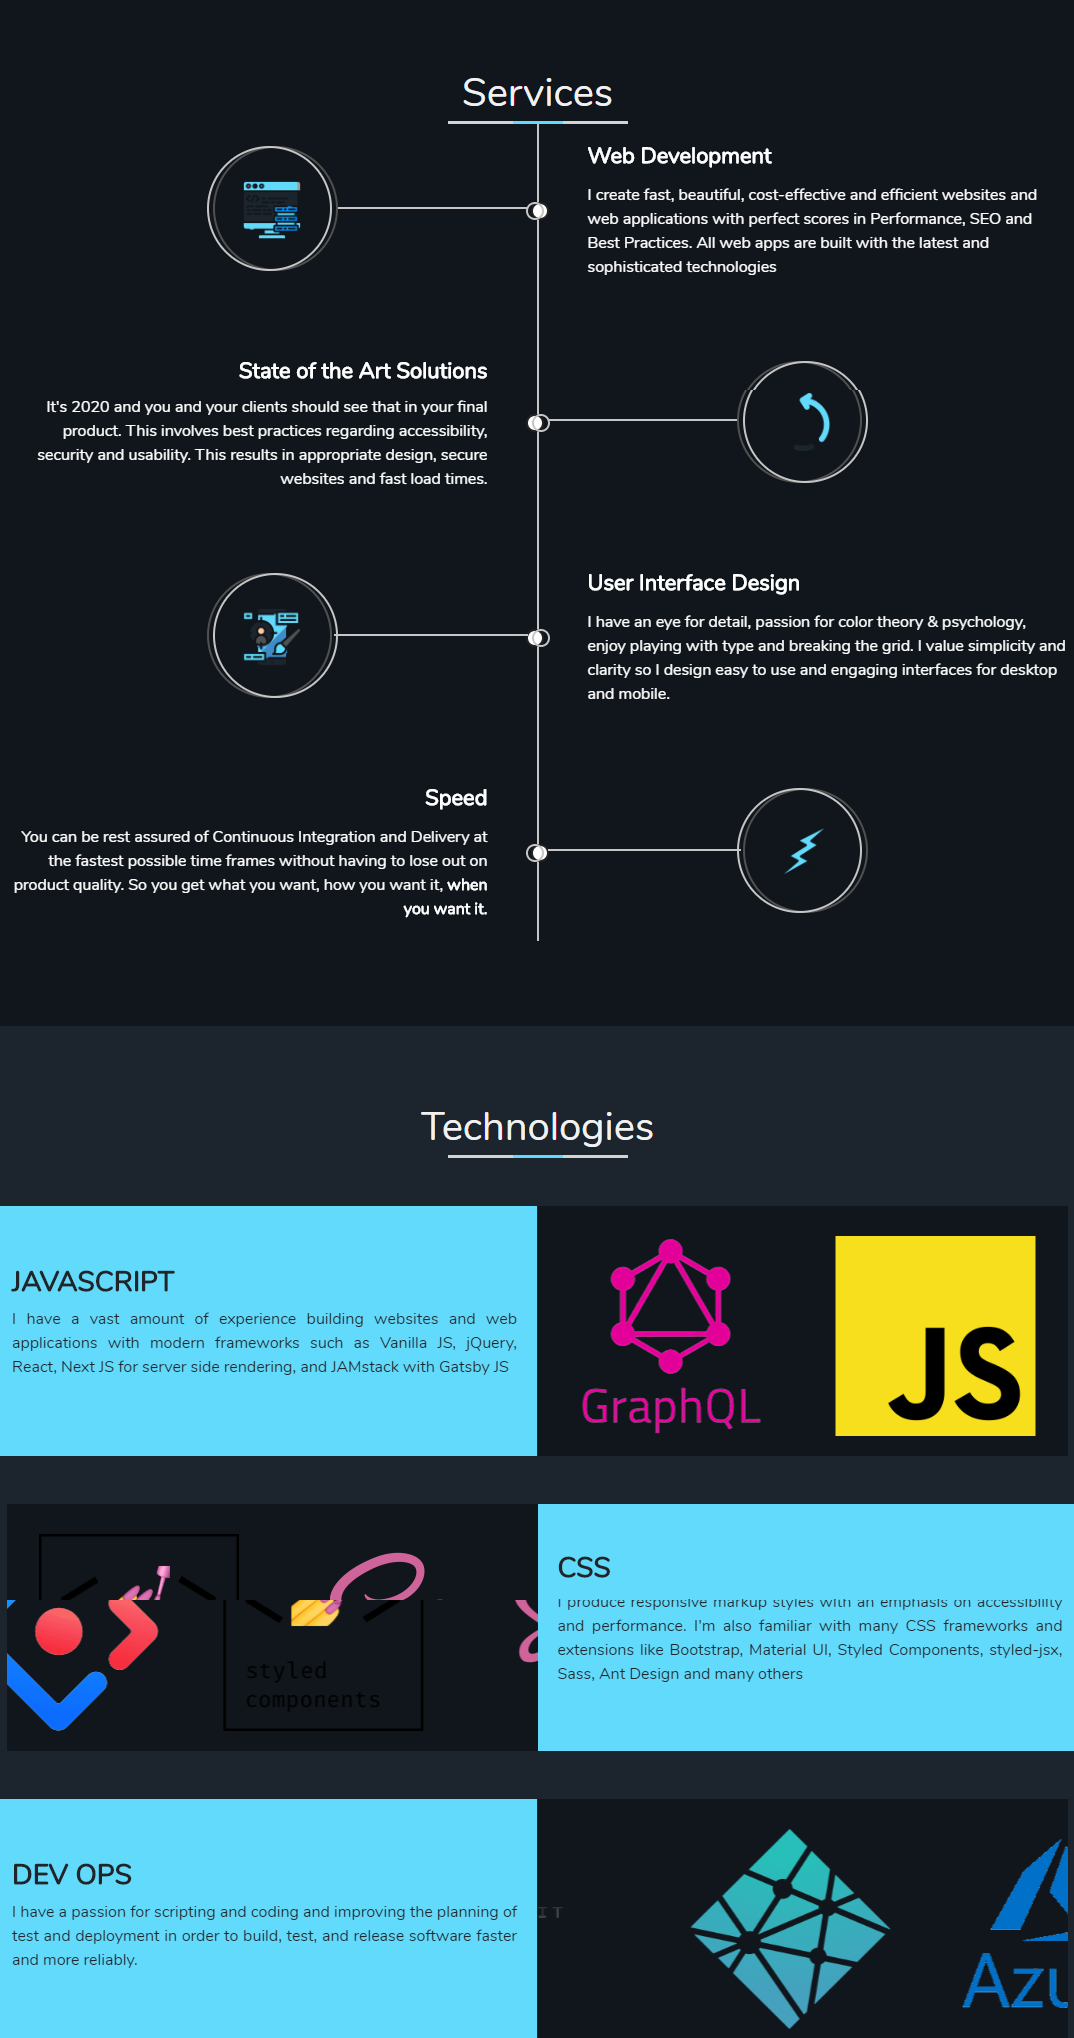 Services
Web Development
I create fast, beautiful, cost-effective and efficient websites and
web applications with perfect scores in Performance, SEO and
Best Practices. All web apps are built with the latest and
sophisticated technologies
State of the Art Solutions
It's 2020 and you and your clients should see that in your final
product. This involves best practices regarding accessibility,
security and usability. This results in appropriate design, secure
websites and fast load times.
User Interface Design
I have an eye for detail, passion for color theory & psychology,
enjoy playing with type and breaking the grid. I value simplicity and
clarity so I design easy to use and engaging interfaces for desktop
and mobile.
Speed
You can be rest assured of Continuous Integration and Delivery at
the fastest possible time frames without having to lose out on
product quality. So you get what you want, how you want it, when
you want it.
Technologies
JAVASCRIPT
I have a vast amount of experience building websites and web
applications with modern frameworks such as Vanilla JS, jQuery,
React, Next JS for server side rendering, and JAMstack with Gatsby JS
GraphQL
JS
CSS
I produce responsive markup styles with an emphasis on accessibility
and performance. I'm also familiar with many CSS frameworks and
extensions like Bootstrap, Material UI, Styled Components, styled-jsx,
Sass, Ant Design and many others
styled
components
DEV OPS
I have a passion for scripting and coding and improving the planning of
test and deployment in order to build, test, and release software faster
and more reliably.
IT
Azu